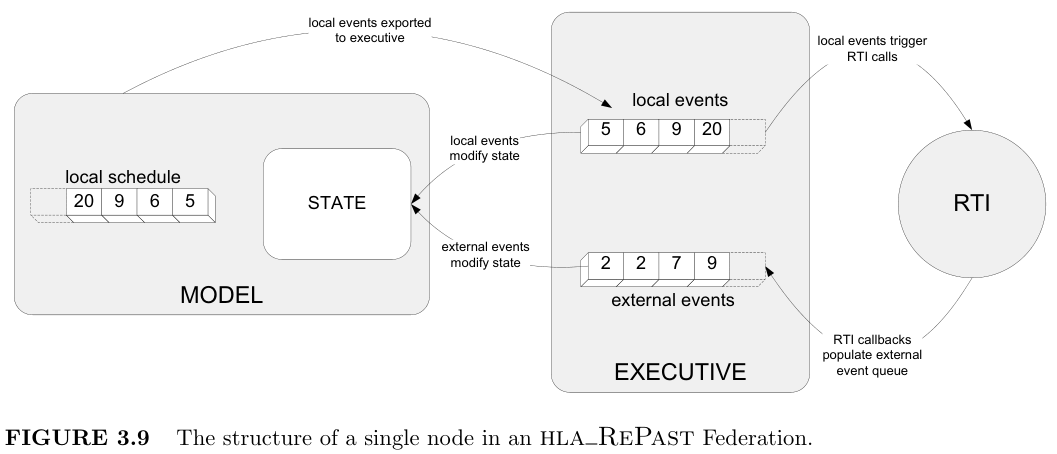 local events exported
to executive
local events trigger
RTI calls
local events
5 6 9 20
local events
modify state
local schedule
20 9 6 5
STATE
RTI
external events
modify state
2 2 7 9
external events
MODEL
RTI callbacks
populate external
event queue
EXECUTIVE
FIGURE 3.9 The structure of a single node in an HLA_REPAST Federation.